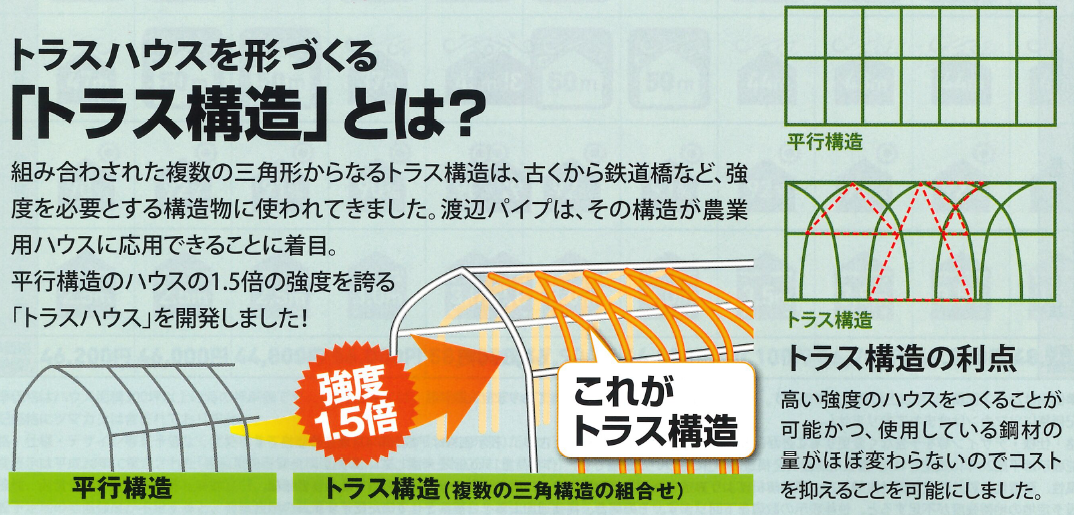 トラスハウスを形づくる
「トラス構造」とは?
組み合わされた複数の三角形からなるトラス構造は、古くから鉄道橋など、強
度を必要とする構造物に使われてきました。渡辺パイプは、その構造が農業
用ハウスに応用できることに着目。
平行構造のハウスの1.5倍の強度を誇る
「トラスハウス」を開発しました!
強度
1.5倍
これが
トラス構造
平行構造
トラス構造(複数の三角構造の組合せ)
平行構造
トラス構造
トラス構造の利点
高い強度のハウスをつくることが
可能かつ、使用している鋼材の
量がほぼ変わらないのでコスト
を抑えることを可能にしました。